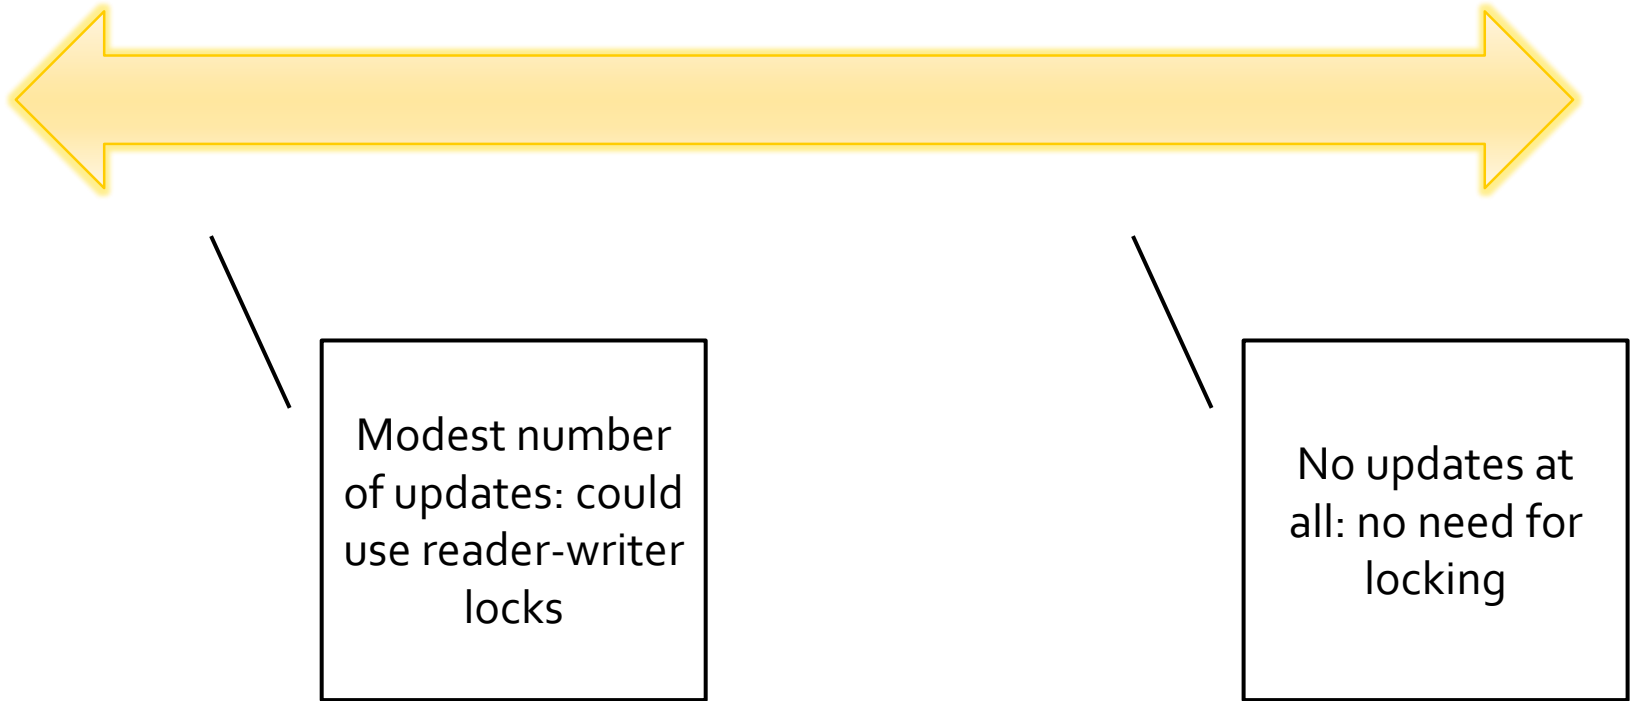 Modest number
of updates: could
use reader-writer
locks
No updates at
all: no need for
locking